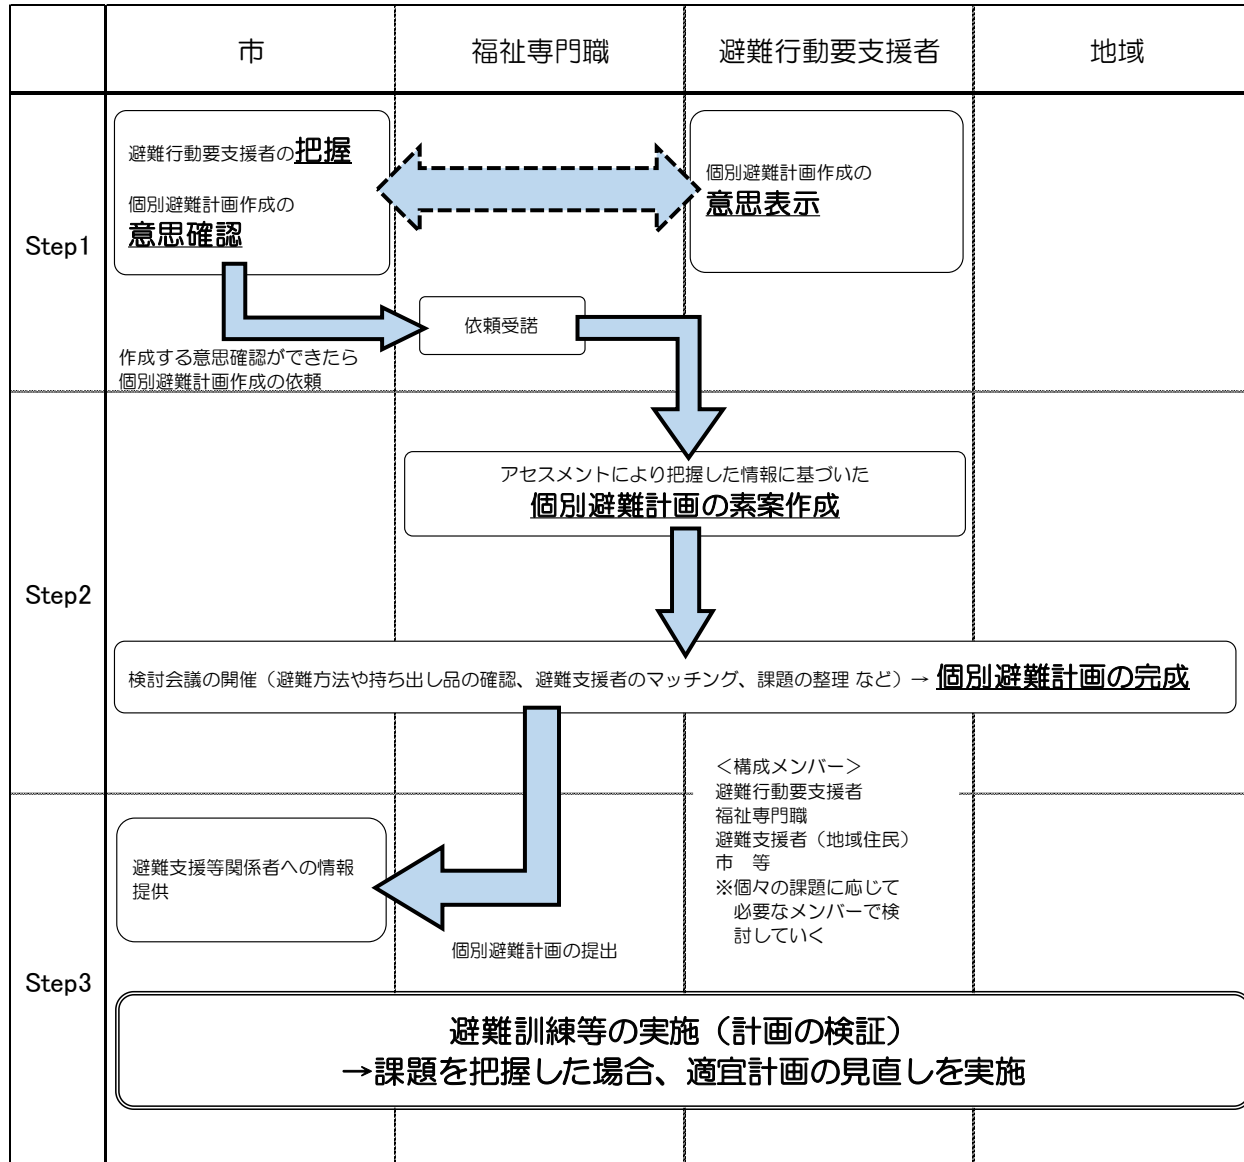 市
福祉専門職
避難行動要支援者
地域
Step1
避難行動要支援者の把握
個別避難計画作成の
意思確認
個別避難計画作成の
意思表示
依頼受諾
作成する意思確認ができたら
個別避難計画作成の依頼
Step2
アセスメントにより把握した情報に基づいた
個別避難計画の素案作成
検討会議の開催（避難方法や持ち出し品の確認、避難支援者のマッチング、課題の整理 など）→ 個別避難計画の完成
＜構成メンバー＞
避難行動要支援者
福祉専門職
避難支援者（地域住民）
市　等
※個々の課題に応じて
必要なメンバーで検
討していく
Step3
避難支援等関係者への情報
提供
個別避難計画の提出
避難訓練等の実施（計画の検証）
→課題を把握した場合、適宜計画の見直しを実施